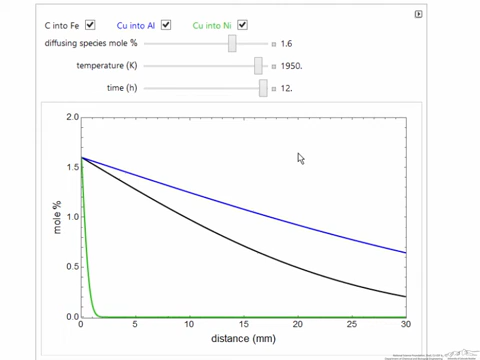 C into Fe Cu into Al Cu into Ni
diffusing species mole % 1.6
temperature (K) 1950.
time (h) 12.
2.0
1.5
1.0
0.5
0.0
mole %
0 5 10 15 20 25 30
distance (mm)